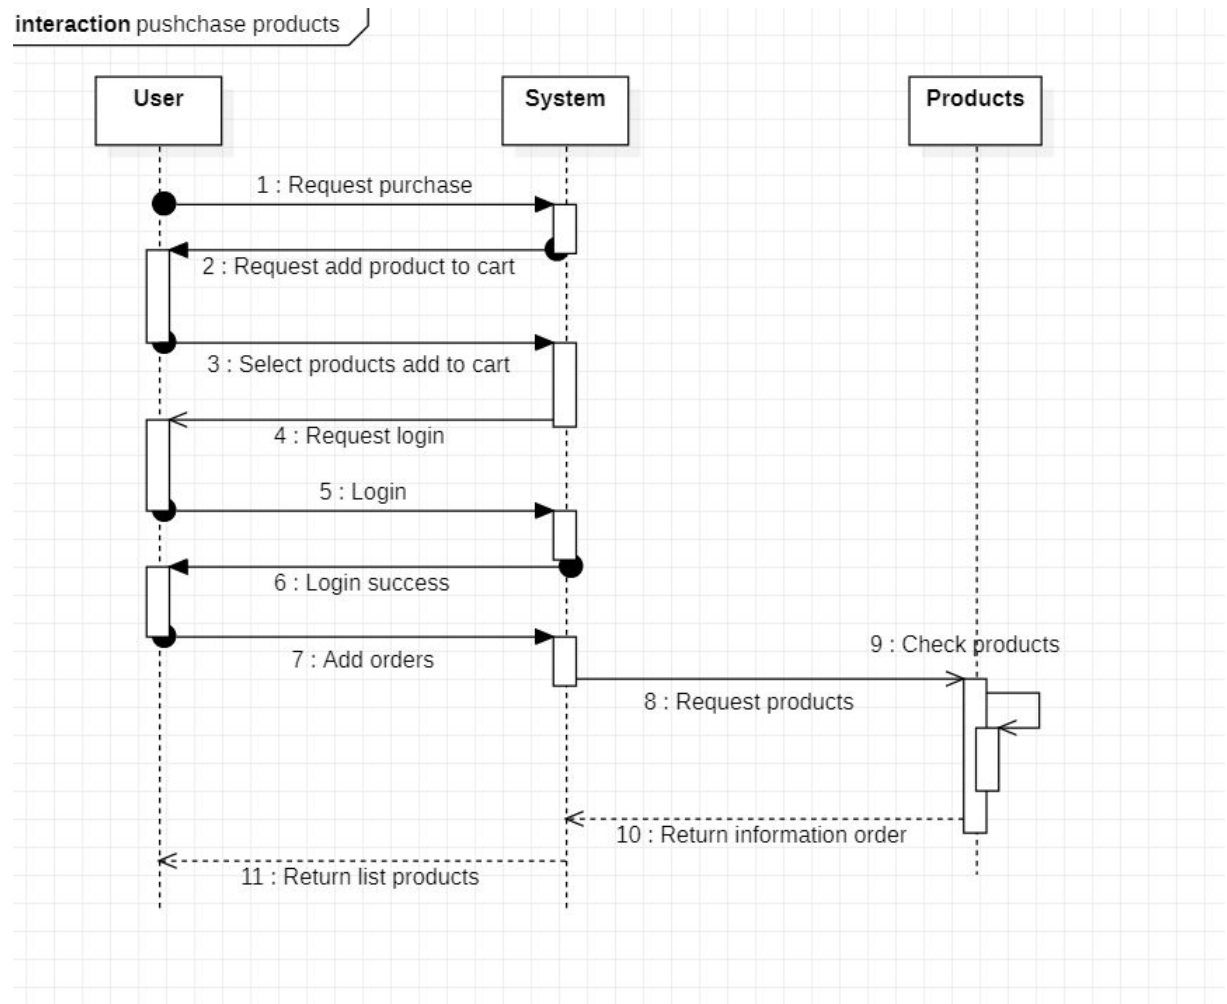 interaction pushchase products
User
System
Products
1 : Request purchase
2 : Request add product to cart
3 : Select products add to cart
4 : Request login
5 : Login
6 : Login success
7 : Add orders
9 : Check products
8 : Request products
10 : Return information order
11 : Return list products